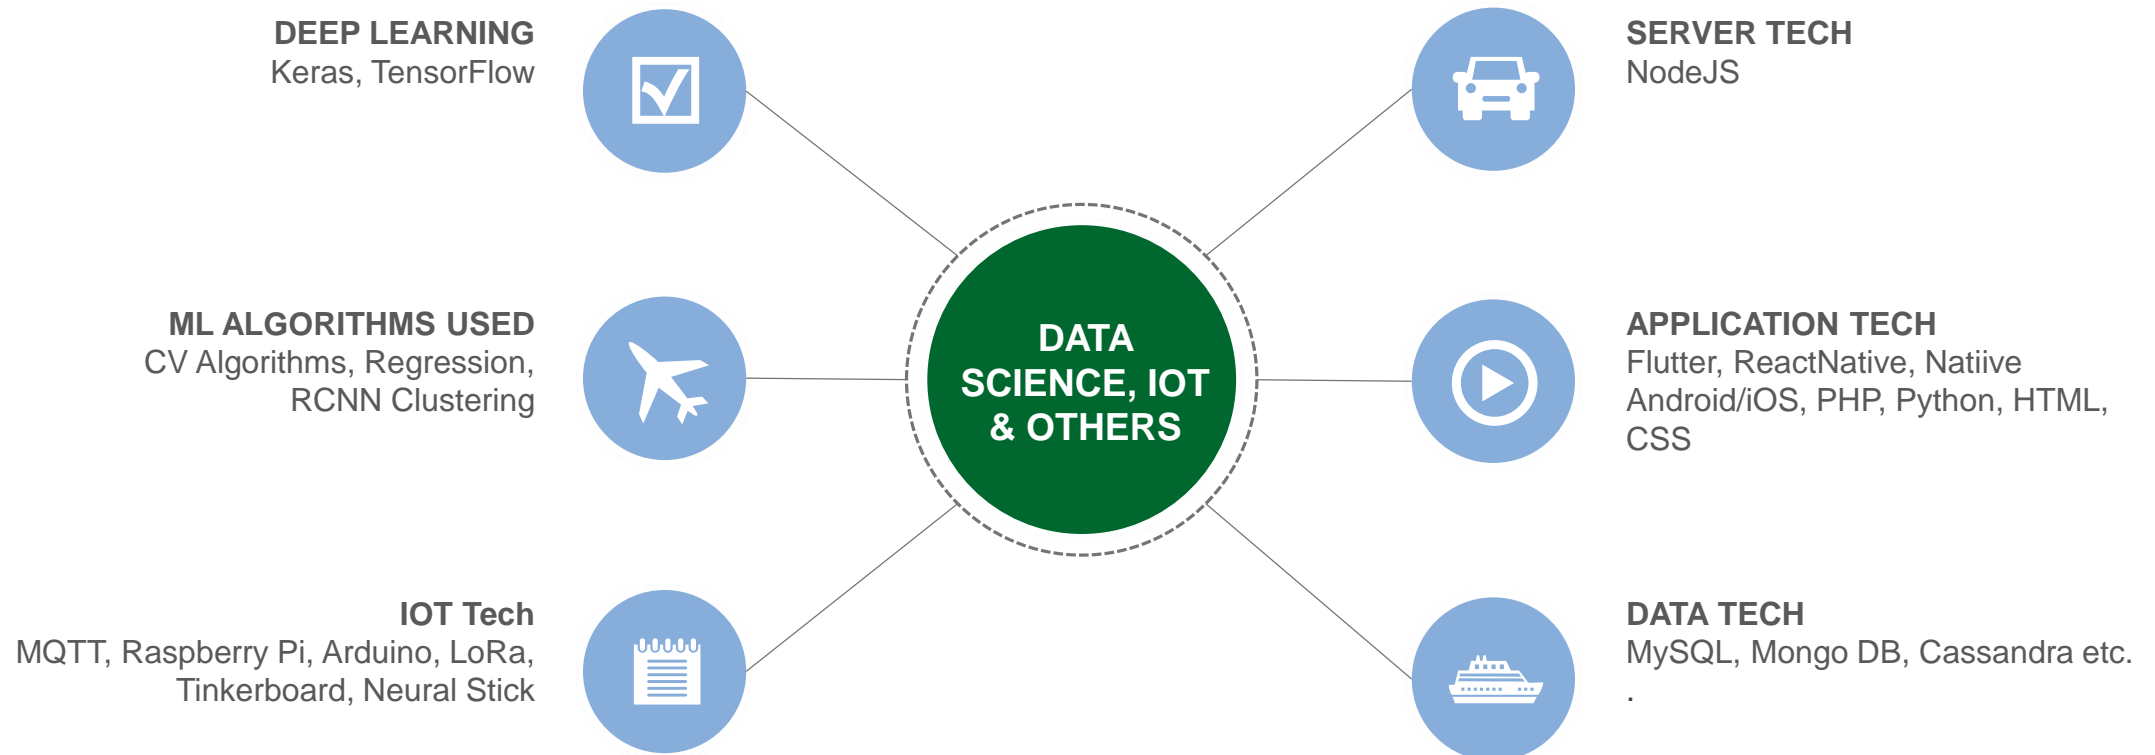 DEEP LEARNING
Keras, TensorFlow
ML ALGORITHMS USED
CV Algorithms, Regression,
RCNN Clustering
IOT Tech
MQTT, Raspberry Pi, Arduino, LoRa,
Tinkerboard, Neural Stick
DATA
SCIENCE, IOT
& OTHERS
SERVER TECH
NodeJS
APPLICATION TECH
Flutter, ReactNative, Natiive
Android/iOS, PHP, Python, HTML,
CSS
DATA TECH
MySQL, Mongo DB, Cassandra etc.
.